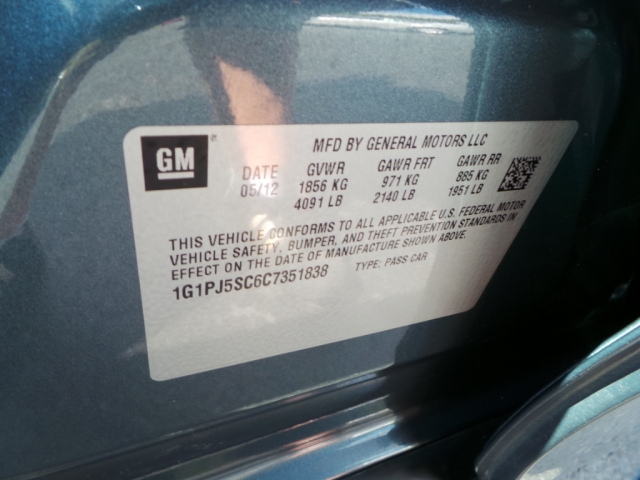 GM
MFD BY GENERAL MOTORS LLC
DATE GVWR GAWR FRT GAWR RR
05/12 1856 KG 971 KG 885 KG
4091 LB 2140 LB 1951 LB
THIS VEHICLE CONFORMS TO ALL APPLICABLE U.S. FEDERAL MOTOR
VEHICLE SAFETY, BUMPER, AND THEFT PREVENTION STANDARDS IN
EFFECT ON THE DATE OF MANUFACTURE SHOWN ABOVE.
1G1PJ5SC6C7351838 TYPE: PASS CAR